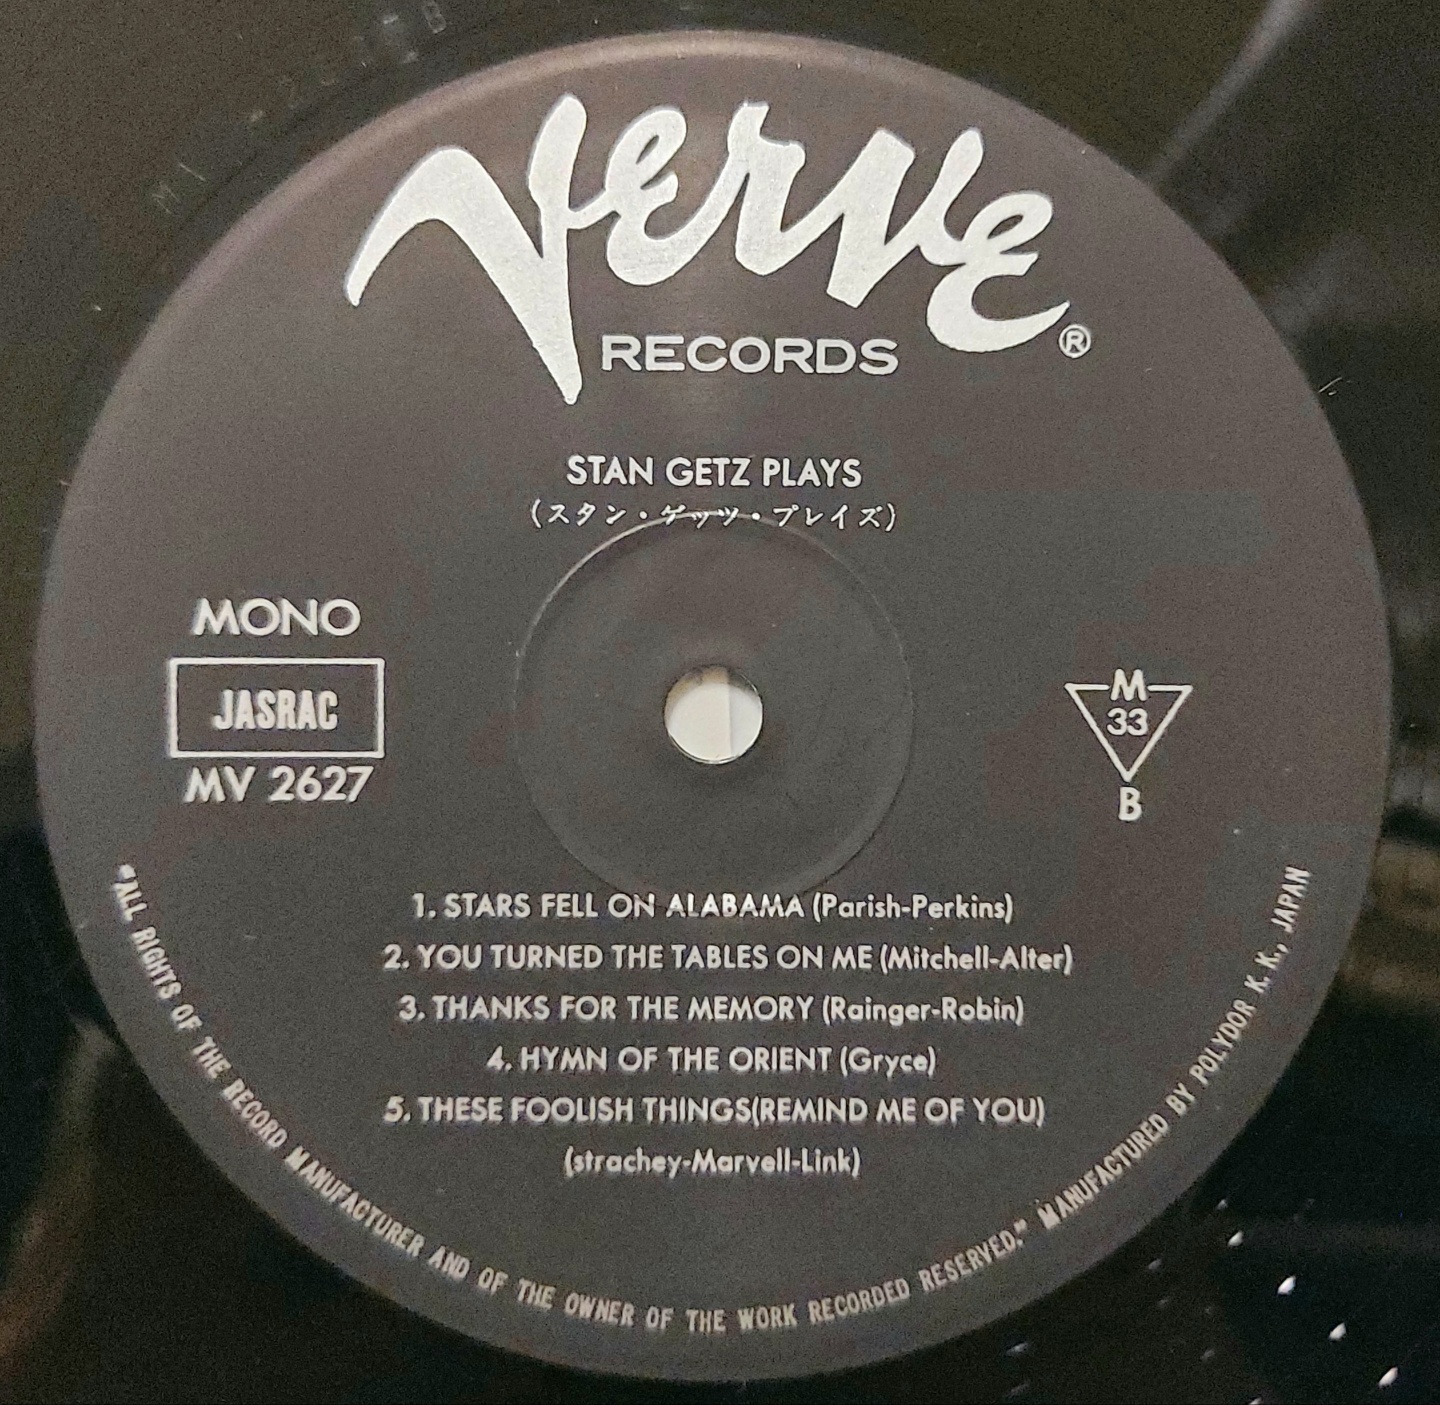 Verve
RECORDS ®
STAN GETZ PLAYS
(スタン・ゲッツ・プレイズ)
MONO
JASRAC
MV 2627
M
33
B
1. STARS FELL ON ALABAMA (Parish-Perkins)
2. YOU TURNED THE TABLES ON ME (Mitchell-Alter)
3. THANKS FOR THE MEMORY (Rainger-Robin)
4. HYMN OF THE ORIENT (Gryce)
5. THESE FOOLISH THINGS(REMIND ME OF YOU)
(strachey-Marvell-Link)
"ALL RIGHTS OF THE RECORD MANUFACTURER AND OF THE OWNER OF THE WORK RECORDED RESERVED." MANUFACTURED BY POLYDOR K. K., JAPAN